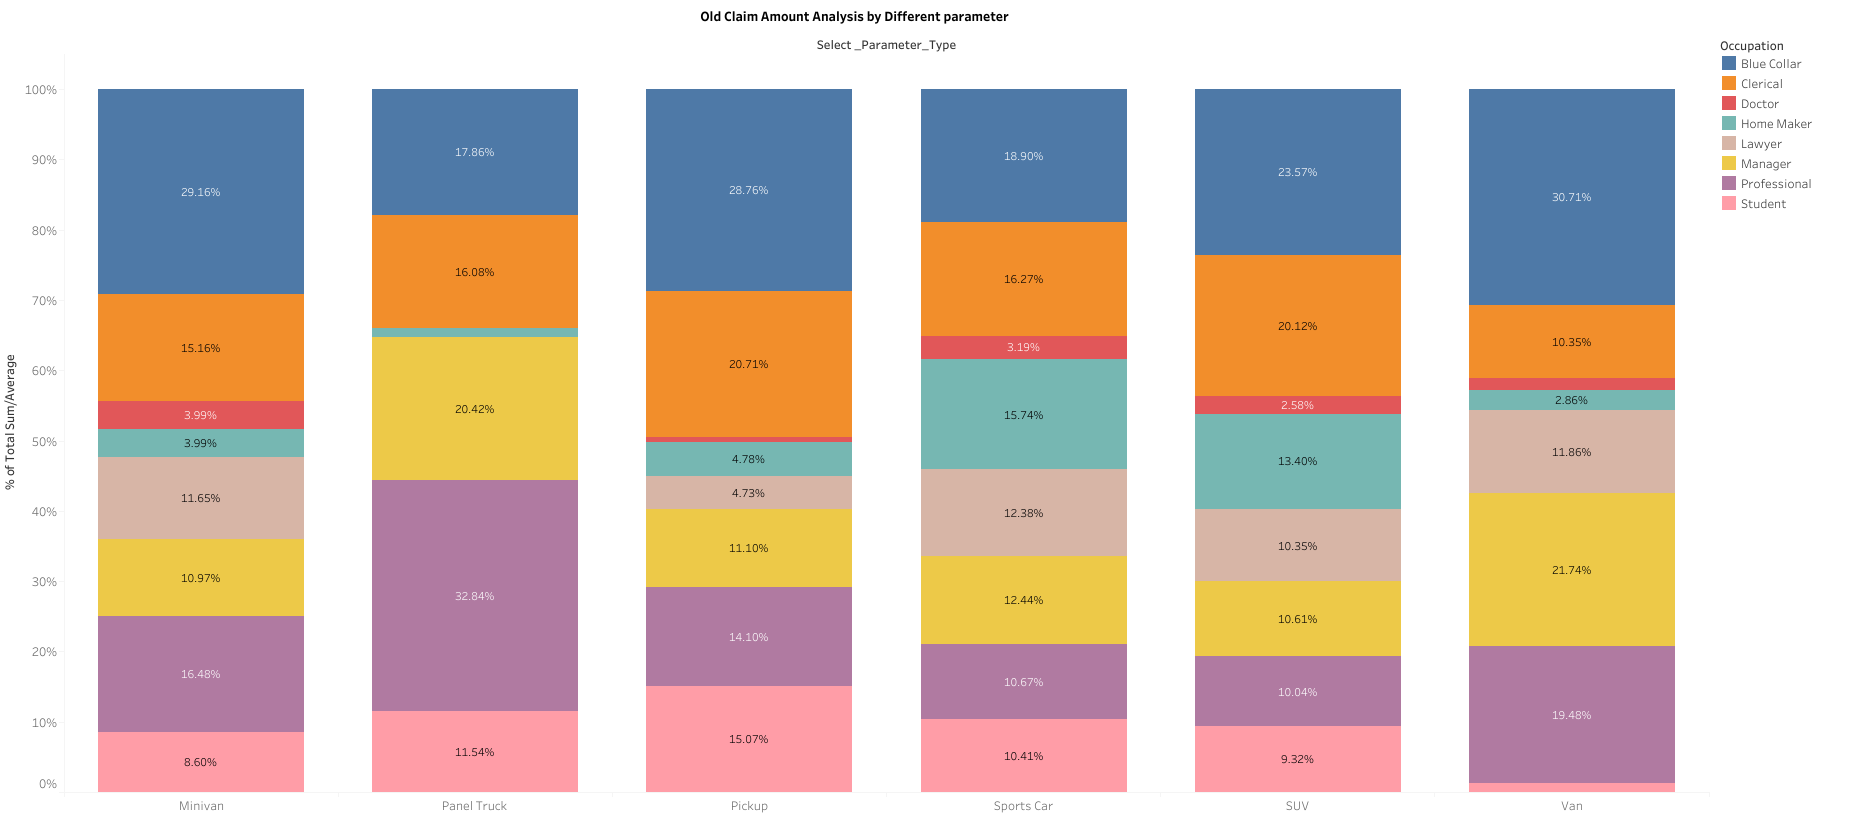 Old Claim Amount Analysis by Different parameter
Select _Parameter_Type
Occupation
Blue Collar
Clerical
Doctor
Home Maker
Lawyer
Manager
Professional
Student
% of Total Sum/Average
100%
90%
80%
70%
60%
50%
40%
30%
20%
10%
0%
29.16%
15.16%
3.99%
3.99%
11.65%
10.97%
16.48%
8.60%
17.86%
16.08%
20.42%
32.84%
11.54%
28.76%
20.71%
4.78%
4.73%
11.10%
14.10%
15.07%
18.90%
16.27%
3.19%
15.74%
12.38%
12.44%
10.67%
10.41%
23.57%
20.12%
2.58%
13.40%
10.35%
10.61%
10.04%
9.32%
30.71%
10.35%
2.86%
11.86%
21.74%
19.48%
Minivan
Panel Truck
Pickup
Sports Car
SUV
Van